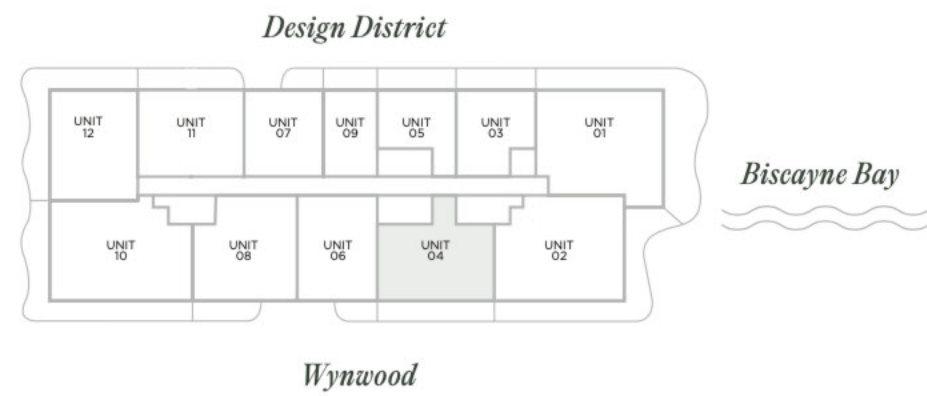 Design District
UNIT
12
UNIT
11
UNIT
07
UNIT
09
UNIT
05
UNIT
03
UNIT
01
Biscayne Bay
UNIT
10
UNIT
08
UNIT
06
UNIT
04
UNIT
02
Wynwood